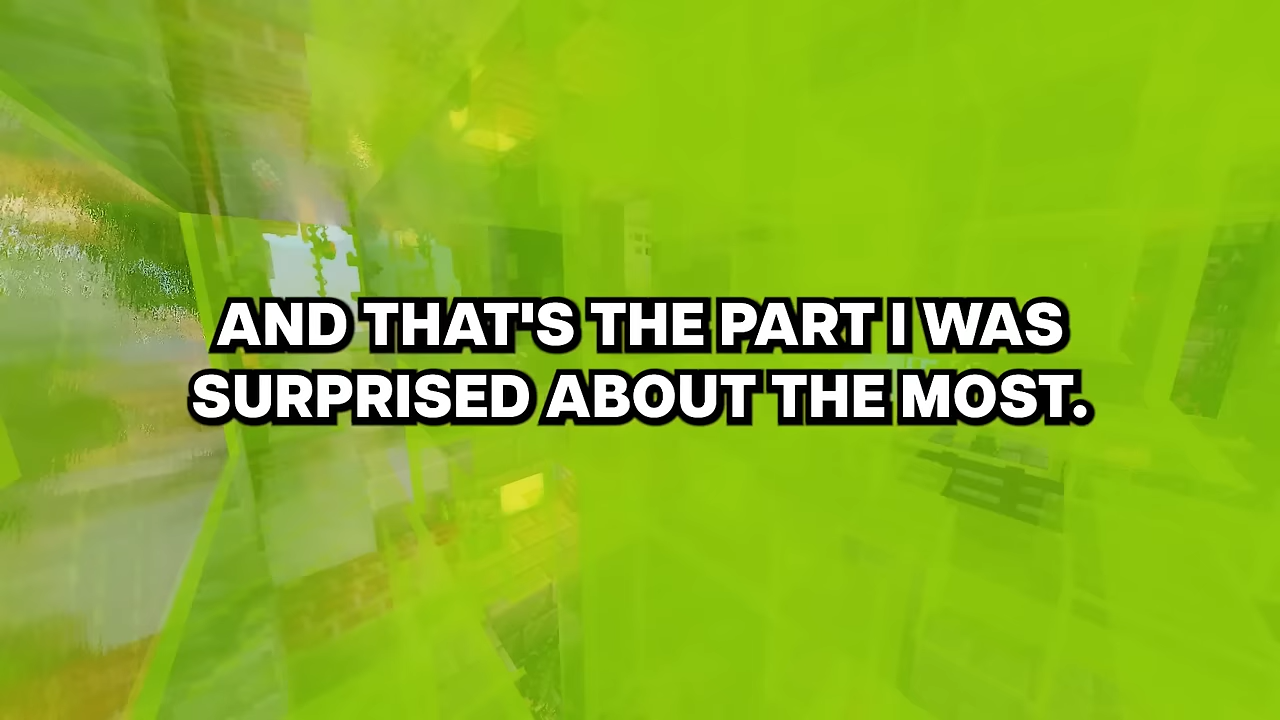 AND THAT'S THE PART I WAS
SURPRISED ABOUT THE MOST.